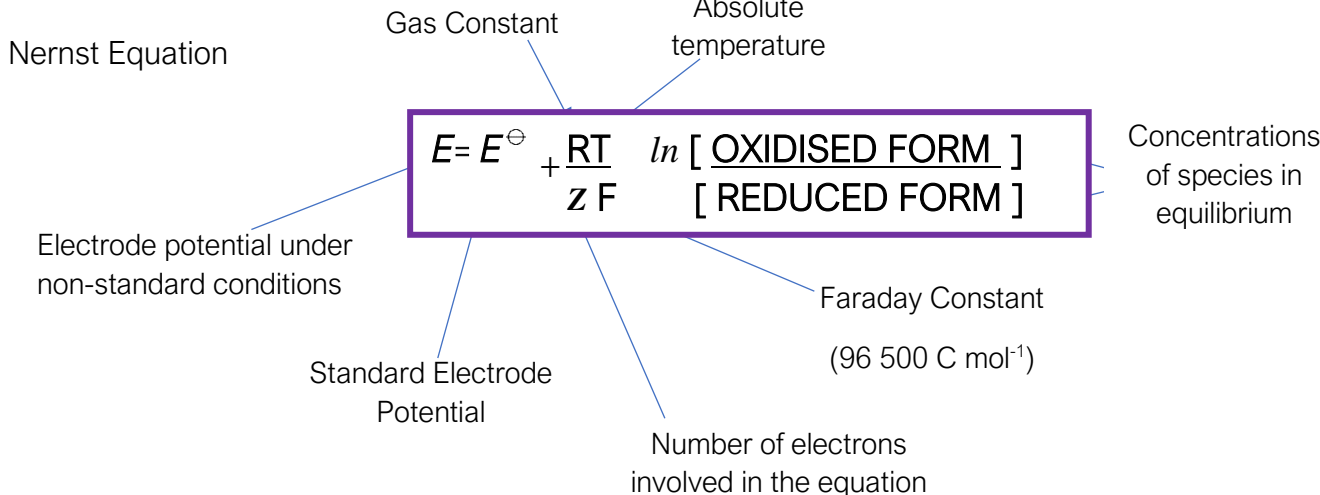 Gas Constant
Absolute
temperature
Nernst Equation
E= E⊖ + RT ln [ OXIDISED FORM ]
z F [ REDUCED FORM ]
Concentrations
of species in
equilibrium
Electrode potential under
non-standard conditions
Faraday Constant
(96 500 C mol⁻¹)
Standard Electrode
Potential
Number of electrons
involved in the equation